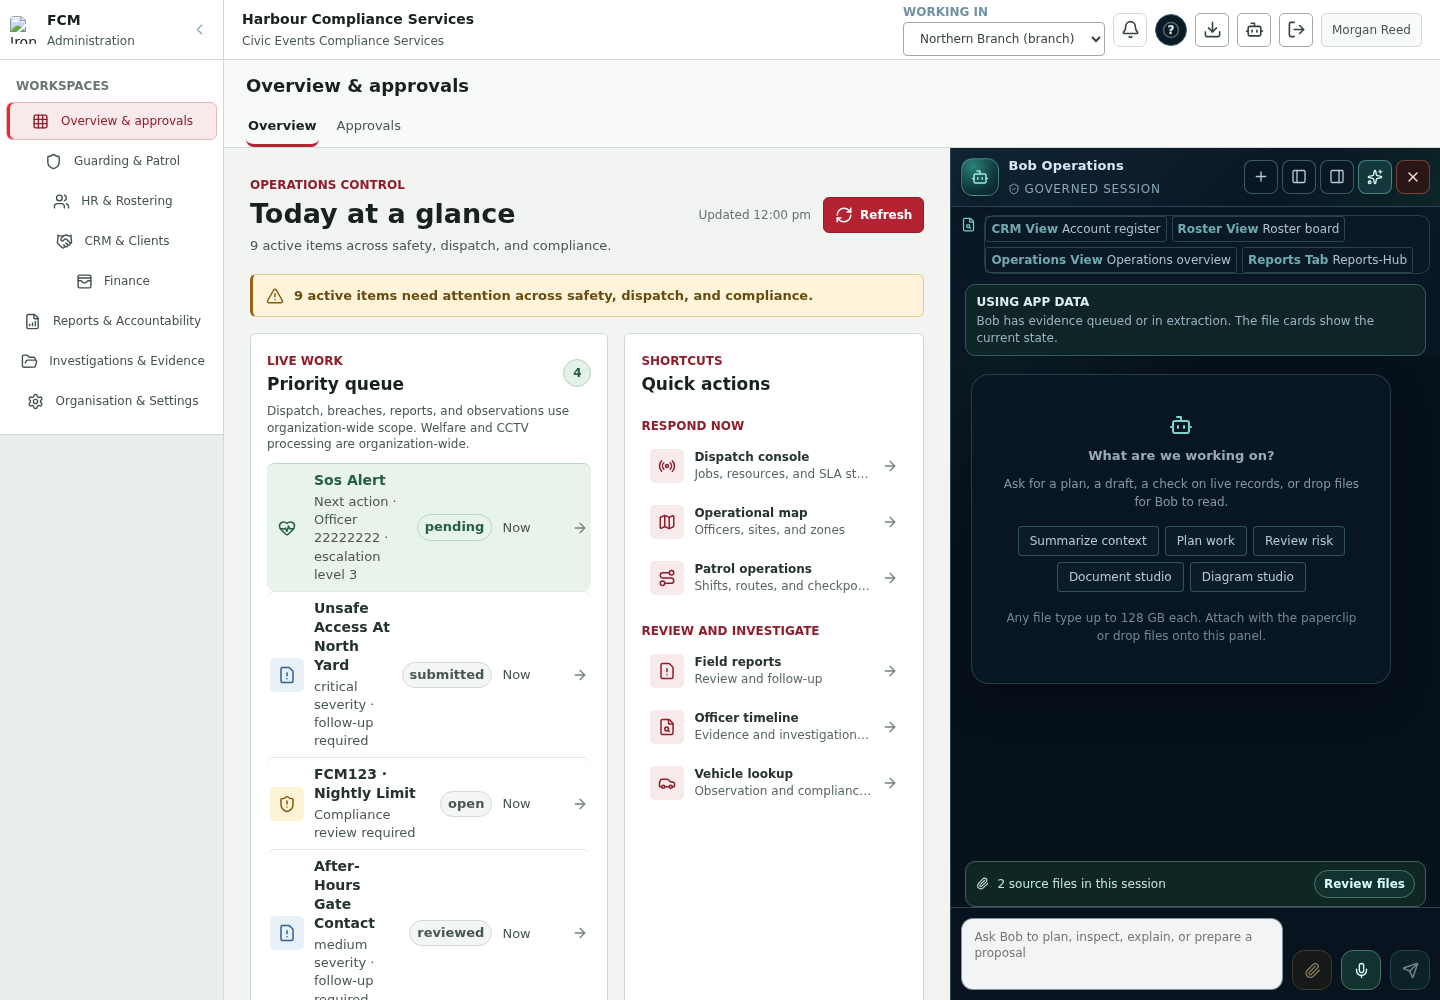 FCM
Administration
WORKSPACES
Overview & approvals
Guarding & Patrol
HR & Rostering
CRM & Clients
Finance
Reports & Accountability
Investigations & Evidence
Organisation & Settings
Harbour Compliance Services
Civic Events Compliance Services
WORKING IN
Northern Branch (branch)
?
Morgan Reed
Overview & approvals
Overview
Approvals
OPERATIONS CONTROL
Today at a glance
9 active items across safety, dispatch, and compliance.
Updated 12:00 pm
Refresh
9 active items need attention across safety, dispatch, and compliance.
LIVE WORK
Priority queue
4
Dispatch, breaches, reports, and observations use
organization-wide scope. Welfare and CCTV
processing are organization-wide.
Sos Alert
Next action ·
Officer
22222222 ·
escalation
level 3
pending
Now
Unsafe
Access At
North
Yard
critical
severity ·
follow-up
required
submitted
Now
FCM123 ·
Nightly Limit
Compliance
review required
open
Now
After-
Hours
Gate
Contact
medium
severity ·
follow-up
required
reviewed
Now
SHORTCUTS
Quick actions
RESPOND NOW
Dispatch console
Jobs, resources, and SLA st…
Operational map
Officers, sites, and zones
Patrol operations
Shifts, routes, and checkpo…
REVIEW AND INVESTIGATE
Field reports
Review and follow-up
Officer timeline
Evidence and investigation…
Vehicle lookup
Observation and complianc…
Bob Operations
GOVERNED SESSION
CRM View Account register
Roster View Roster board
Operations View Operations overview
Reports Tab Reports-Hub
USING APP DATA
Bob has evidence queued or in extraction. The file cards show the
current state.
What are we working on?
Ask for a plan, a draft, a check on live records, or drop files
for Bob to read.
Summarize context
Plan work
Review risk
Document studio
Diagram studio
Any file type up to 128 GB each. Attach with the paperclip
or drop files onto this panel.
2 source files in this session
Review files
Ask Bob to plan, inspect, explain, or prepare a
proposal